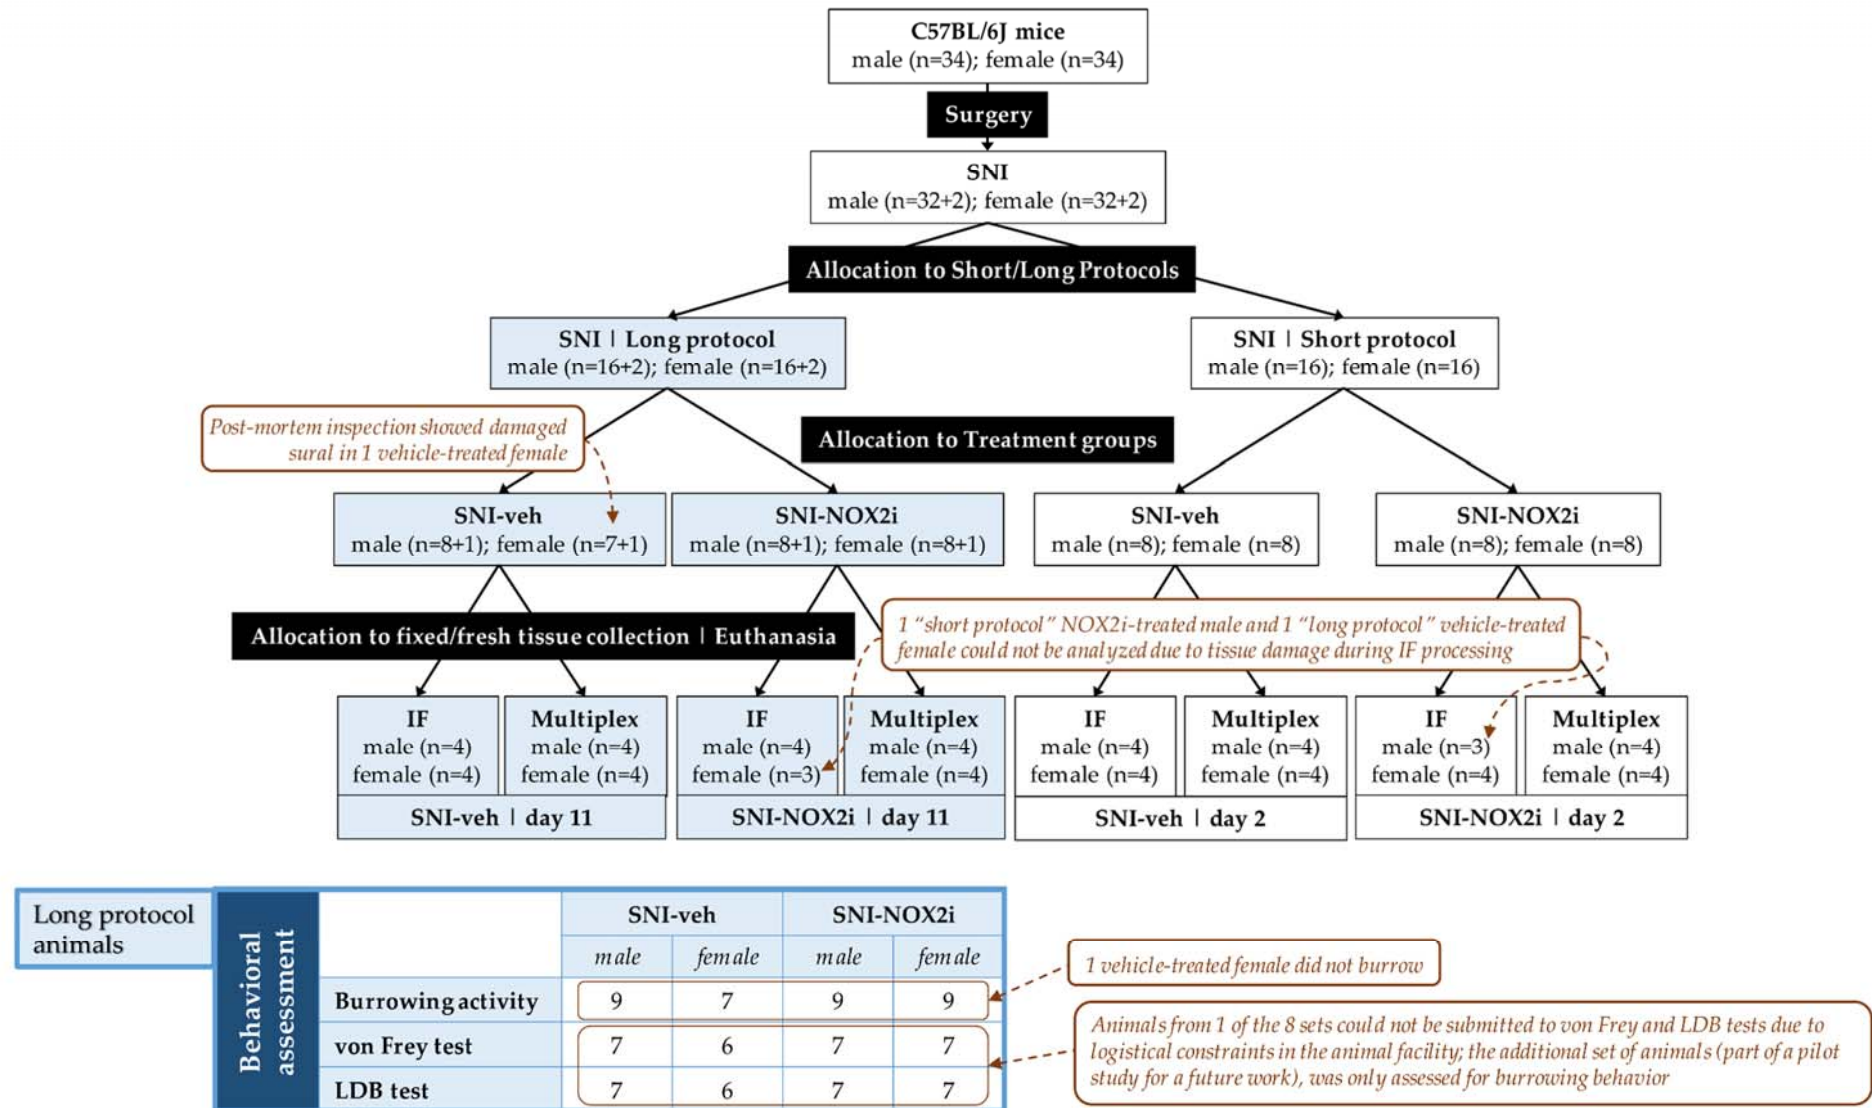 C57BL/6J mice
male (n=34); female (n=34)
Surgery
SNI
male (n=32+2); female (n=32+2)
Allocation to Short/Long Protocols
SNI | Long protocol
male (n=16+2); female (n=16+2)
SNI | Short protocol
male (n=16); female (n=16)
Post-mortem inspection showed damaged
sural in 1 vehicle-treated female
Allocation to Treatment groups
SNI-veh
male (n=8+1); female (n=7+1)
SNI-NOX2i
male (n=8+1); female (n=8+1)
SNI-veh
male (n=8); female (n=8)
SNI-NOX2i
male (n=8); female (n=8)
Allocation to fixed/fresh tissue collection | Euthanasia
1 "short protocol" NOX2i-treated male and 1 "long protocol" vehicle-treated
female could not be analyzed due to tissue damage during IF processing
IF
male (n=4)
female (n=4)
Multiplex
male (n=4)
female (n=4)
SNI-veh | day 11
IF
male (n=4)
female (n=3)
Multiplex
male (n=4)
female (n=4)
SNI-NOX2i | day 11
IF
male (n=4)
female (n=4)
Multiplex
male (n=4)
female (n=4)
SNI-veh | day 2
IF
male (n=3)
female (n=4)
Multiplex
male (n=4)
female (n=4)
SNI-NOX2i | day 2
Long protocol
animals
Behavioral
assessment
SNI-veh SNI-NOX2i
male female male female
Burrowing activity 9 7 9 9
von Frey test 7 6 7 7
LDB test 7 6 7 7
1 vehicle-treated female did not burrow
Animals from 1 of the 8 sets could not be submitted to von Frey and LDB tests due to
logistical constraints in the animal facility; the additional set of animals (part of a pilot
study for a future work), was only assessed for burrowing behavior